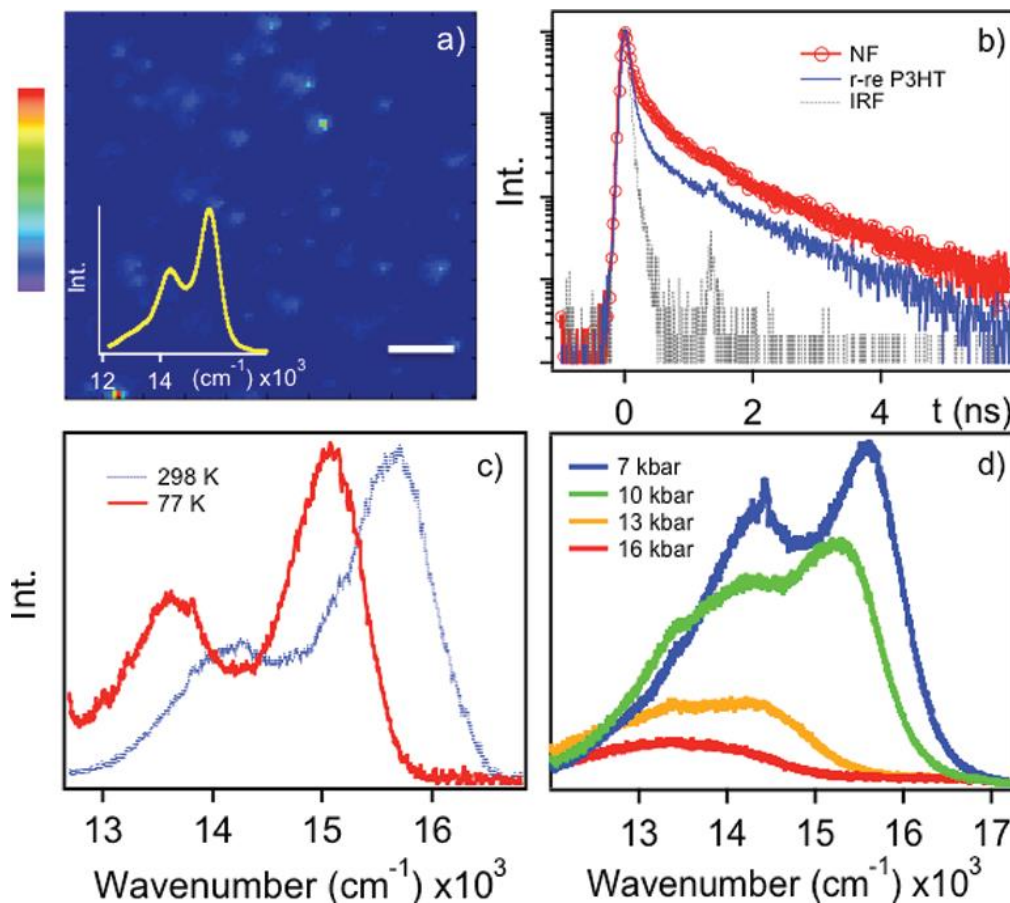 a)
Int.
12
14
(cm⁻¹) x10³
b)
NF
r-re P3HT
IRF
Int.
0
2
4
t (ns)
c)
298 K
77 K
Int.
13
14
15
16
Wavenumber (cm⁻¹) x10³
d)
7 kbar
10 kbar
13 kbar
16 kbar
13
14
15
16
17
Wavenumber (cm⁻¹) x10³